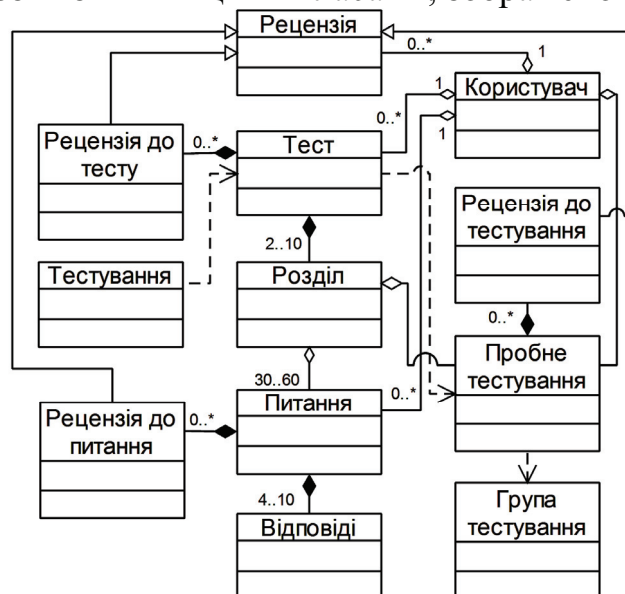 Рецензія
0..*
1
Користувач
1
0..*
1
Рецензія до
тесту
0..*
Тест
Рецензія до
тестування
2..10
Тестування
Розділ
0..*
Пробне
тестування
30..60
0..*
Питання
Рецензія до
питання
0..*
4..10
Відповіді
Група
тестування